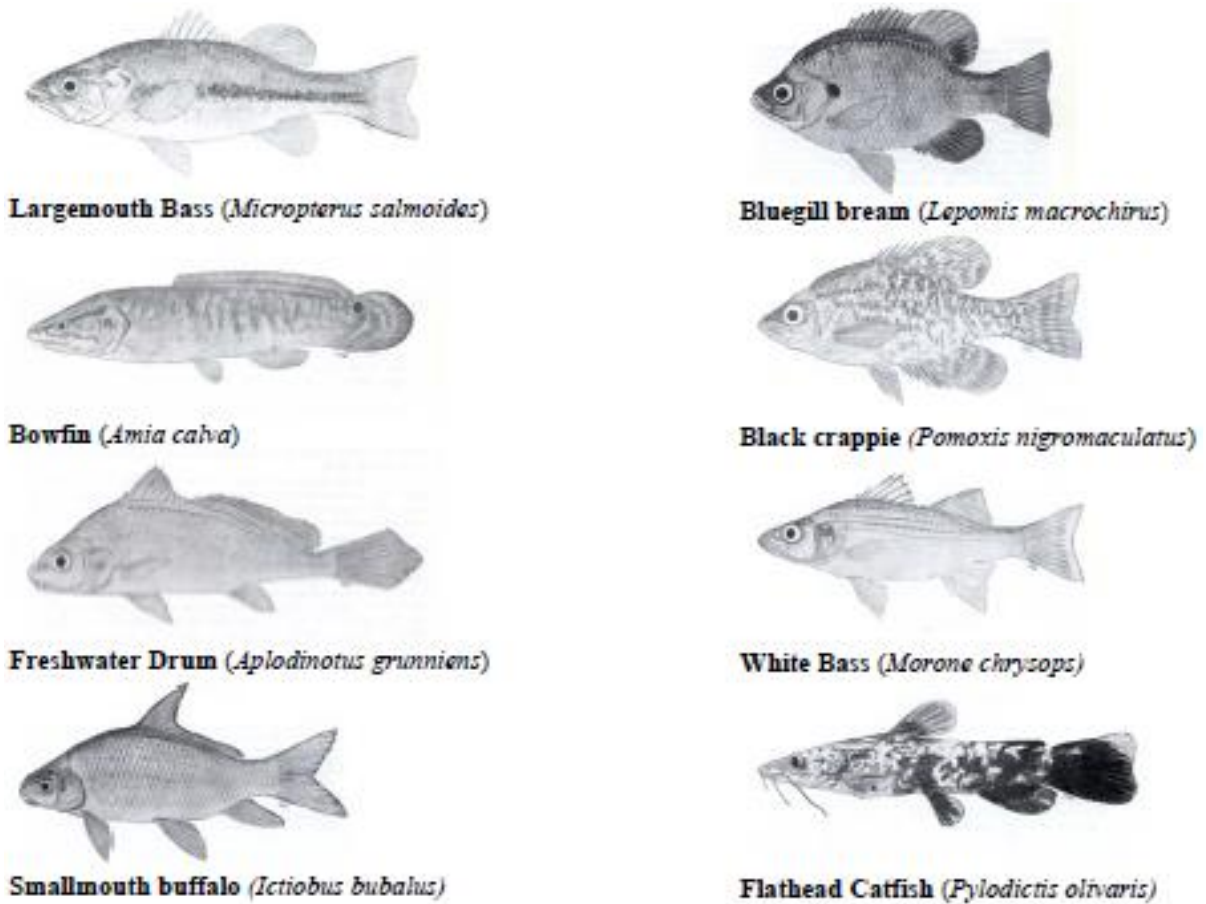 Largemouth Bass (Micropterus salmoides)
Bluegill bream (Lepomis macrochirus)
Bowfin (Amia calva)
Black crappie (Pomoxis nigromaculatus)
Freshwater Drum (Aplodinotus grunniens)
White Bass (Morone chrysops)
Smallmouth buffalo (Ictiobus bubalus)
Flathead Catfish (Pylodictis olivaris)